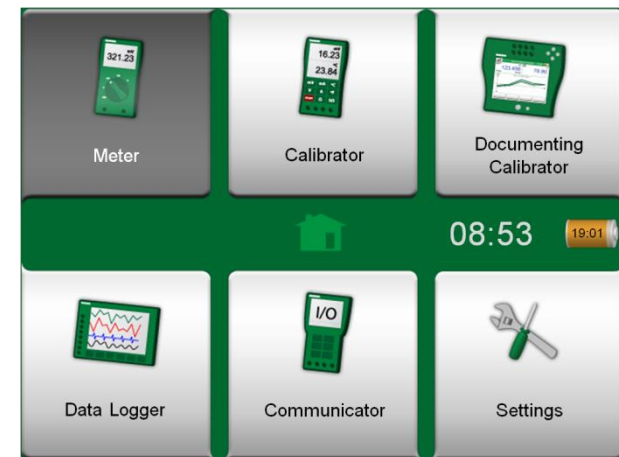 321.23
Meter
16.23
23.84
Calibrator
Documenting
Calibrator
08:53
19:01
Data Logger
I/O
Communicator
Settings